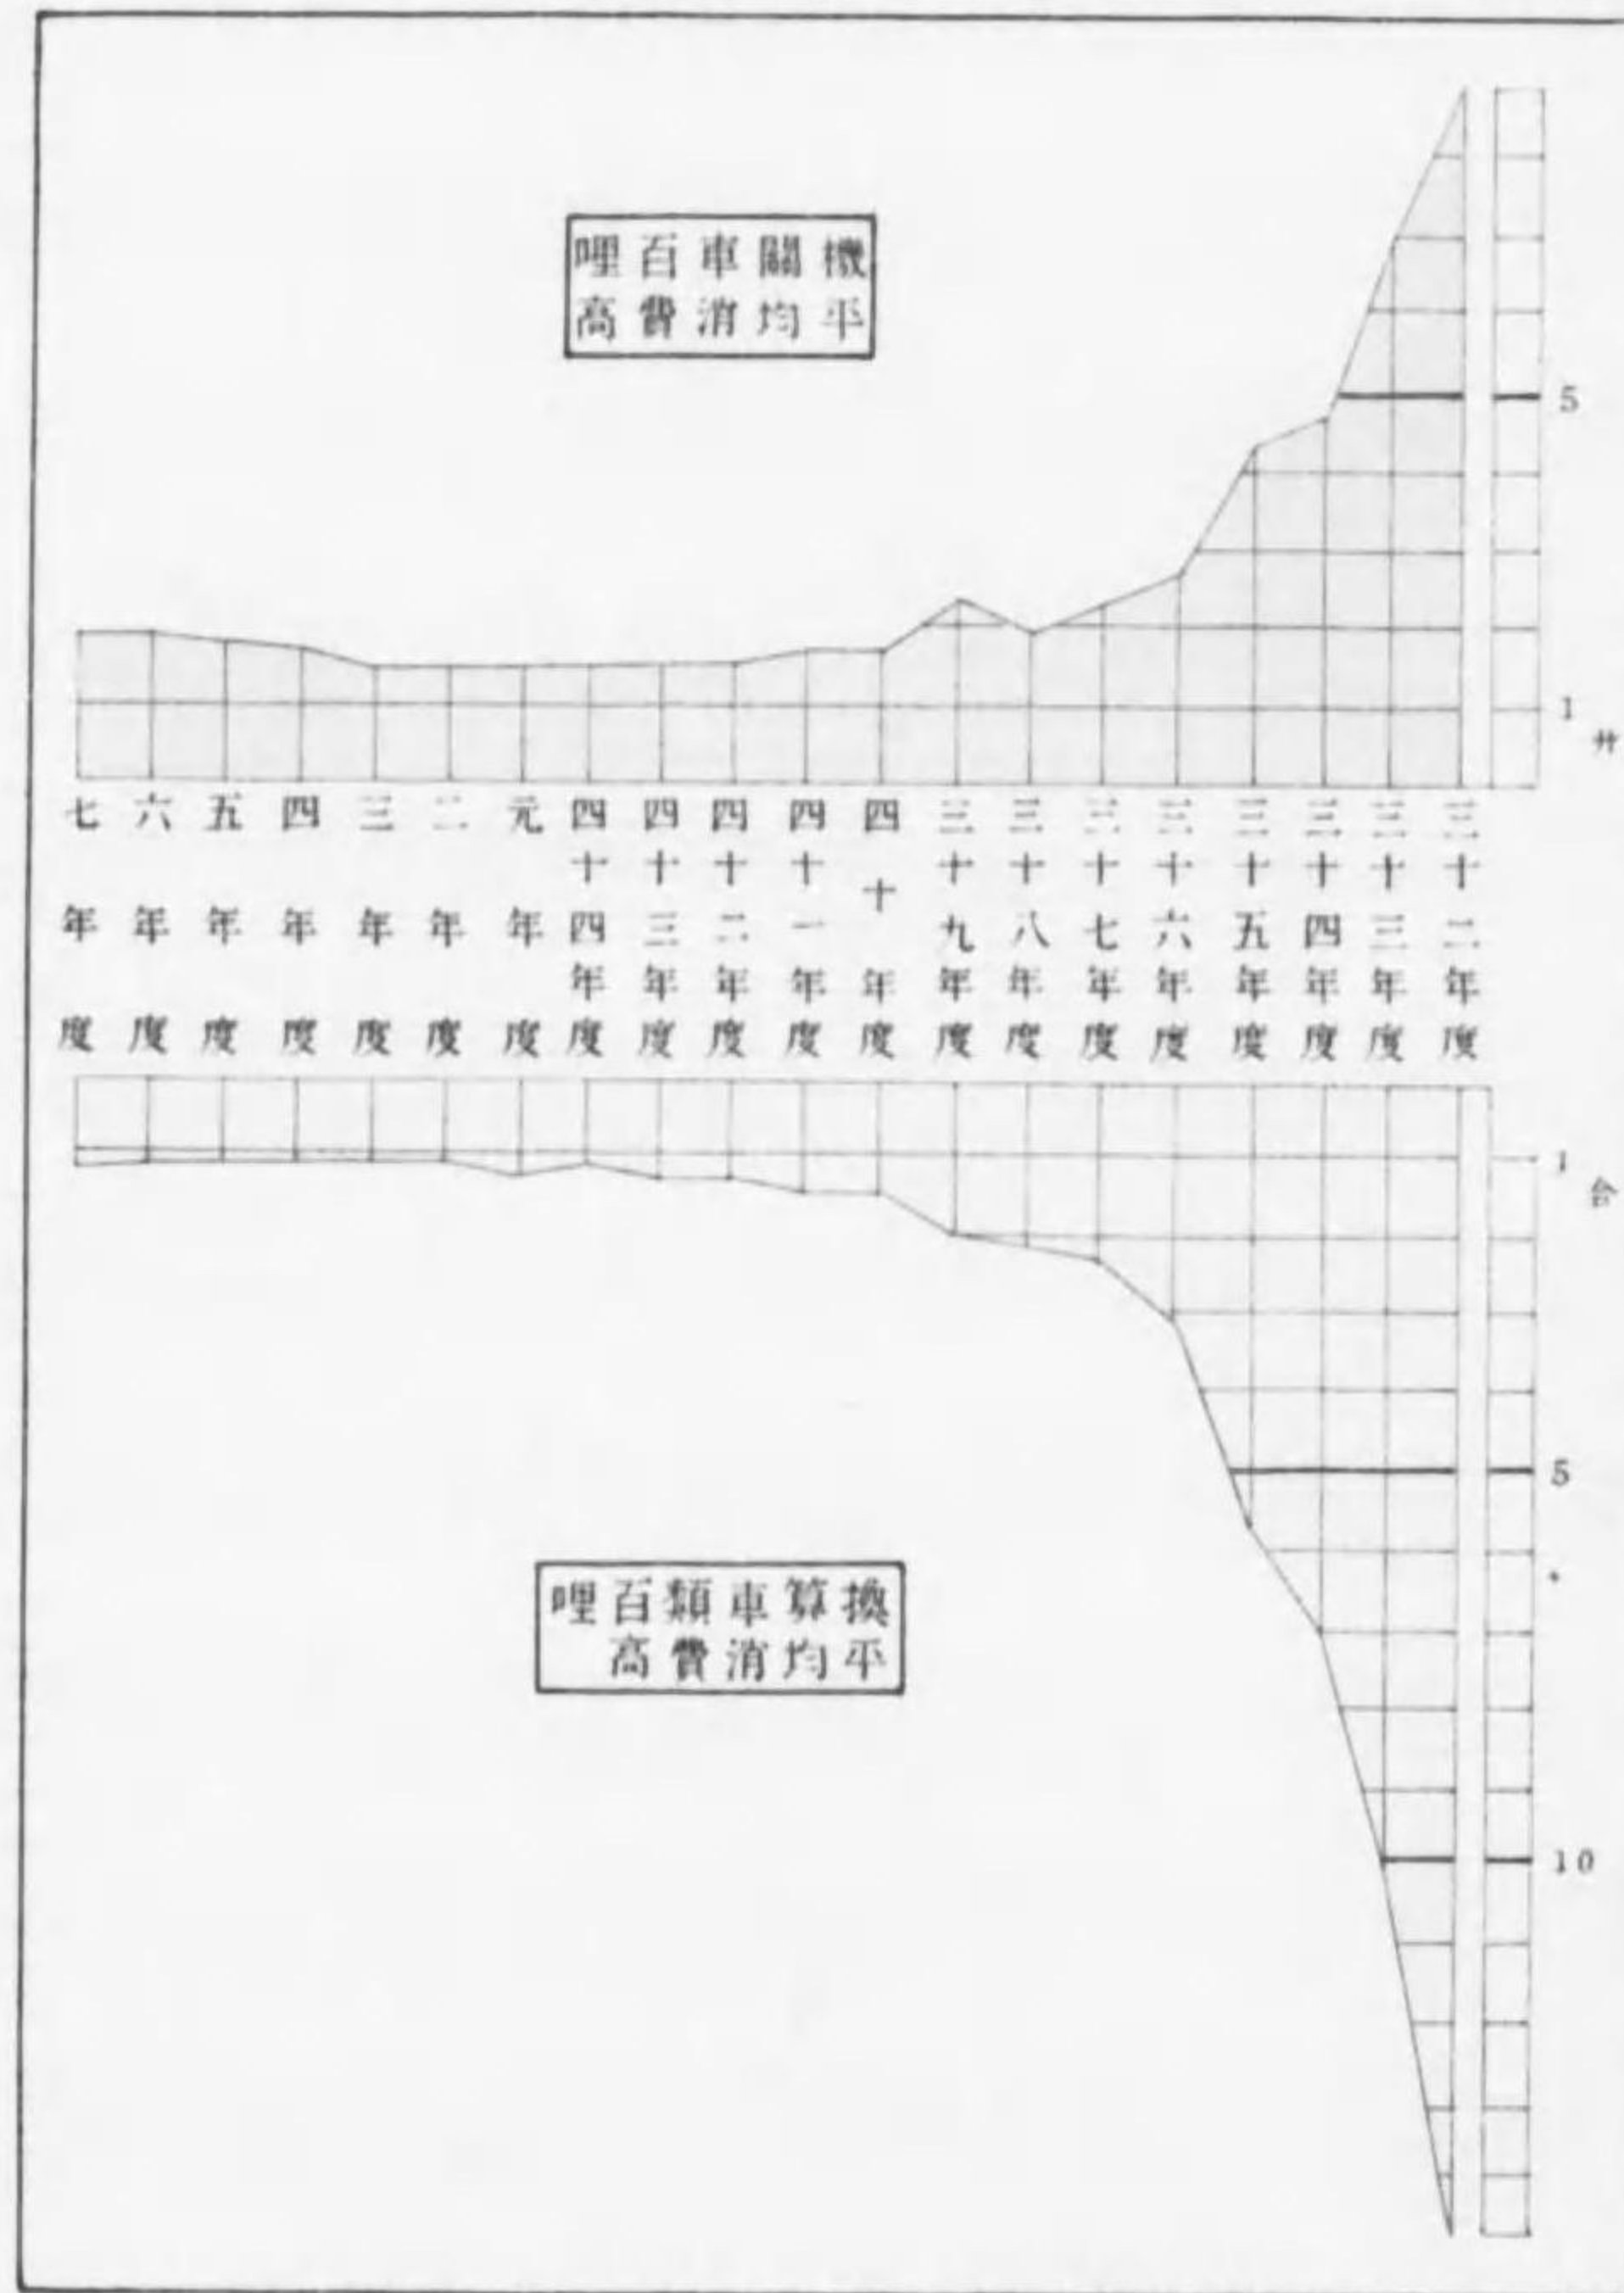 機關車百哩
平均消費高
5
1
升
三十二年度
三十三年度
三十四年度
三十五年度
三十六年度
三十七年度
三十八年度
三十九年度
四十年度
四十一年度
四十二年度
四十三年度
四十四年度
元年度
二年度
三年度
四年度
五年度
六年度
七年度
1
合
5
10
換算車類百哩
平均消費高